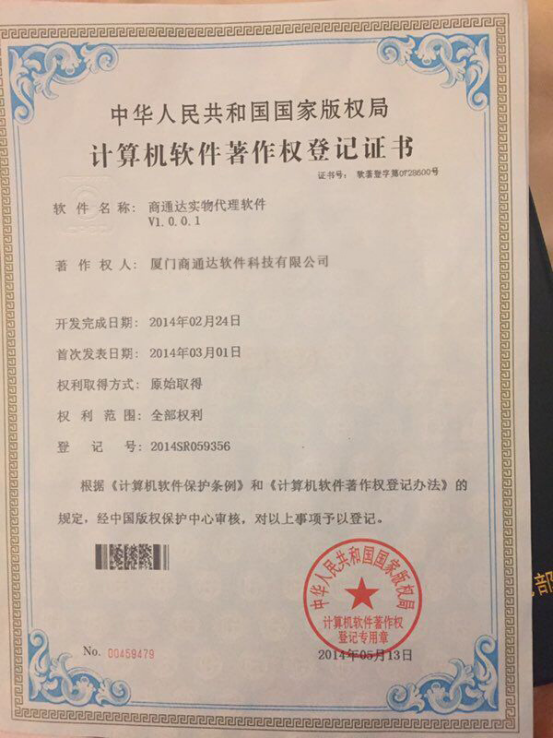 中华人民共和国国家版权局
计算机软件著作权登记证书
证书号: 软著登字第0728600号
软件名称: 商通达实物代理软件
V1.0.0.1
著作权人: 厦门商通达软件科技有限公司
开发完成日期: 2014年02月24日
首次发表日期: 2014年03月01日
权利取得方式: 原始取得
权利范围: 全部权利
登记号: 2014SR059356
根据《计算机软件保护条例》和《计算机软件著作权登记办法》的
规定，经中国版权保护中心审核，对以上事项予以登记。
中华人民共和国国家版权局
计算机软件著作权
登记专用章
No. 00459479
2014年05月13日
部